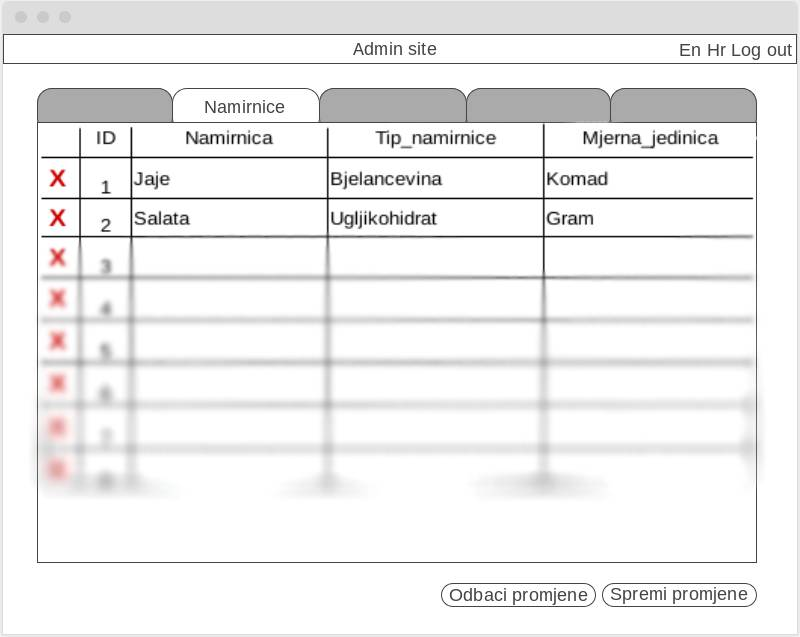 Admin site
En Hr Log out
Namirnice
ID Namirnica Tip_namirnice Mjerna_jedinica
X 1 Jaje Bjelancevina Komad
X 2 Salata Ugljikohidrat Gram
X 3
X 4
X 5
X 6
X 7
Odbaci promjene Spremi promjene